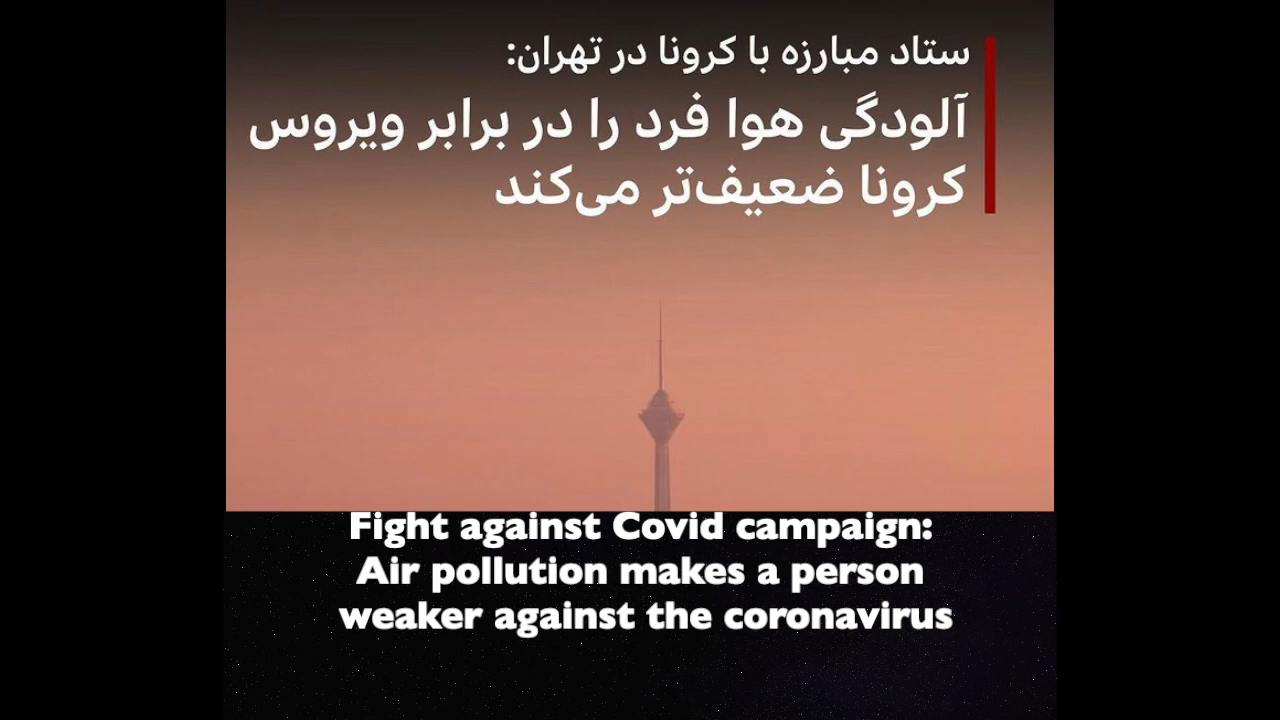 ستاد مبارزه با کرونا در تهران:
آلودگی هوا فرد را در برابر ویروس
کرونا ضعیف‌تر می‌کند
Fight against Covid campaign:
Air pollution makes a person
weaker against the coronavirus